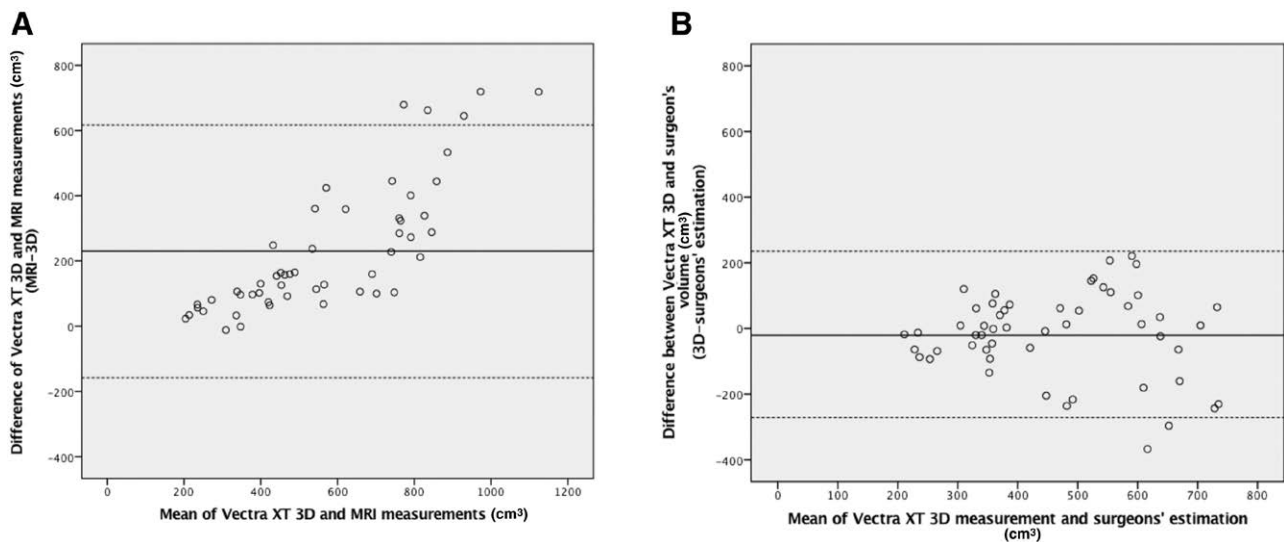 A
B
Difference of Vectra XT 3D and MRI measurements (cm³)
(MRI-3D)
800
600
400
200
0
-200
-400
0 200 400 600 800 1000 1200
Mean of Vectra XT 3D and MRI measurements (cm³)
Difference between Vectra XT 3D and surgeon's
volume (cm³)
(3D-surgeons' estimation)
800
600
400
200
0
-200
-400
0 100 200 300 400 500 600 700 800
Mean of Vectra XT 3D measurement and surgeons' estimation
(cm³)